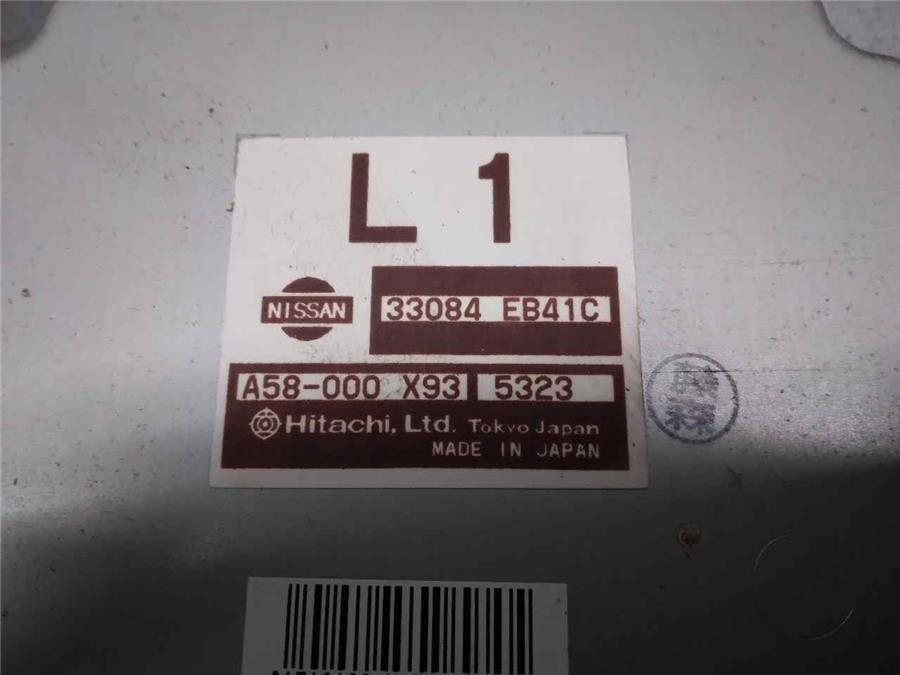 L 1
NISSAN
33084 EB41C
A58-000 X93 5323
Hitachi, Ltd. Tokyo Japan
MADE IN JAPAN